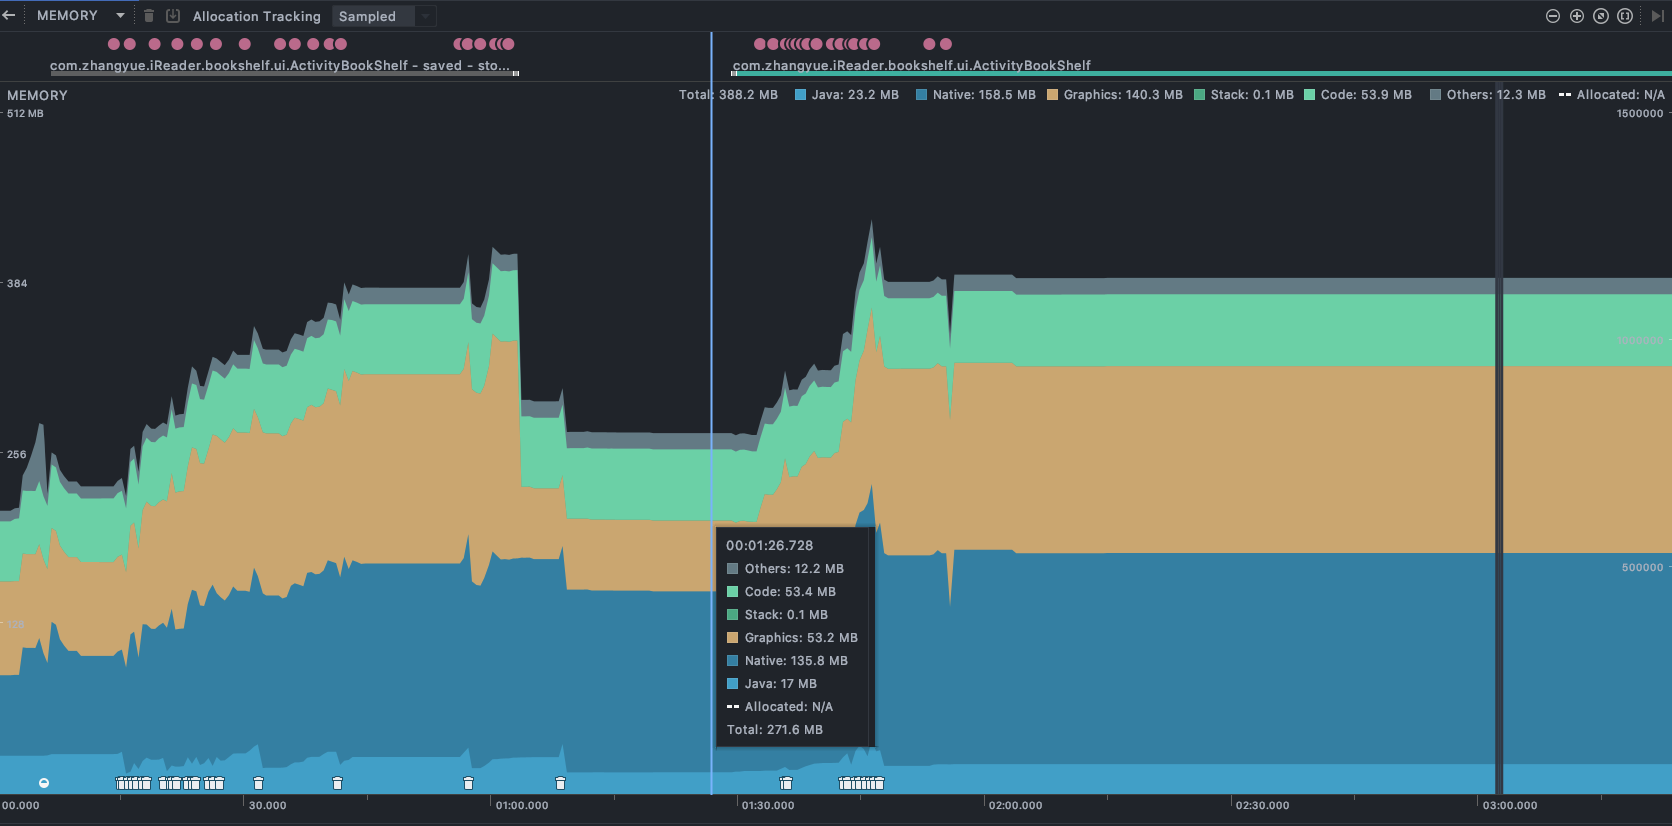 MEMORY Allocation Tracking Sampled
com.zhangyue.iReader.bookshelf.ui.ActivityBookShelf - saved - sto...
com.zhangyue.iReader.bookshelf.ui.ActivityBookShelf
MEMORY
Total: 388.2 MB Java: 23.2 MB Native: 158.5 MB Graphics: 140.3 MB Stack: 0.1 MB Code: 53.9 MB Others: 12.3 MB Allocated: N/A
512 MB
1500000
384
1000000
256
500000
128
00:01:26.728
Others: 12.2 MB
Code: 53.4 MB
Stack: 0.1 MB
Graphics: 53.2 MB
Native: 135.8 MB
Java: 17 MB
Allocated: N/A
Total: 271.6 MB
00.000 30.000 01:00.000 01:30.000 02:00.000 02:30.000 03:00.000